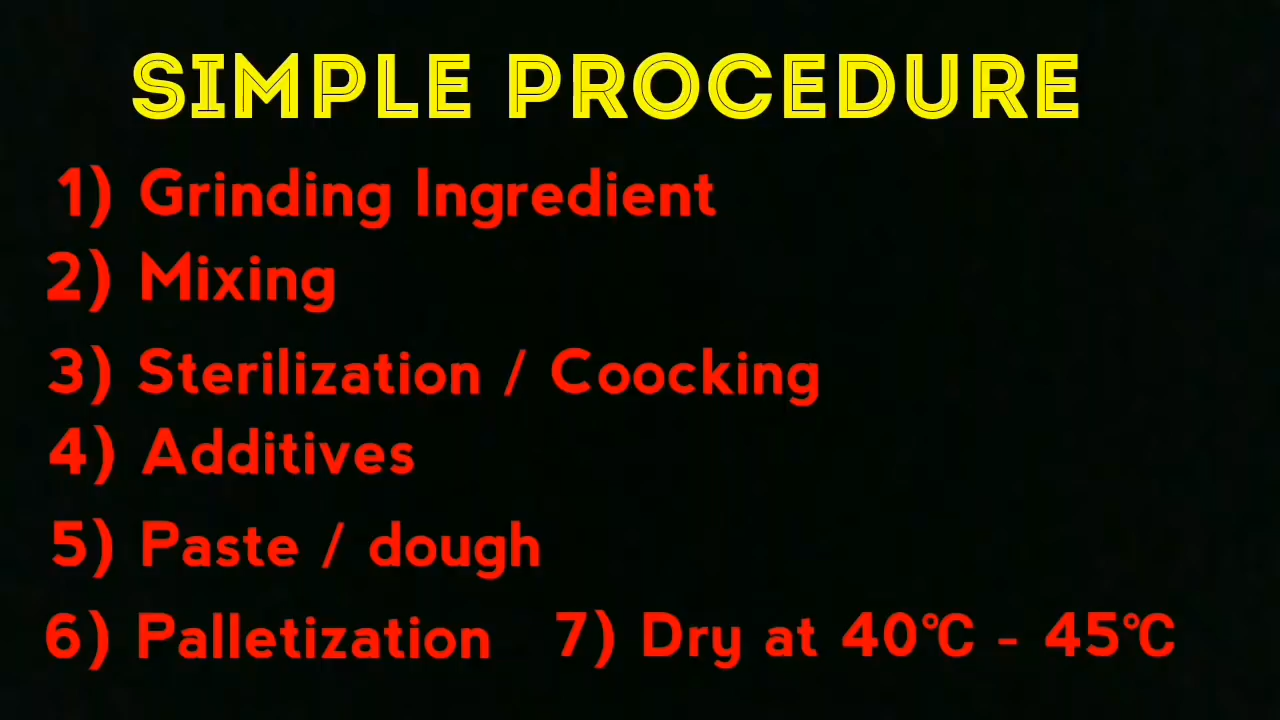 SIMPLE PROCEDURE
1) Grinding Ingredient
2) Mixing
3) Sterilization / Coocking
4) Additives
5) Paste / dough
6) Palletization 7) Dry at 40℃ - 45℃